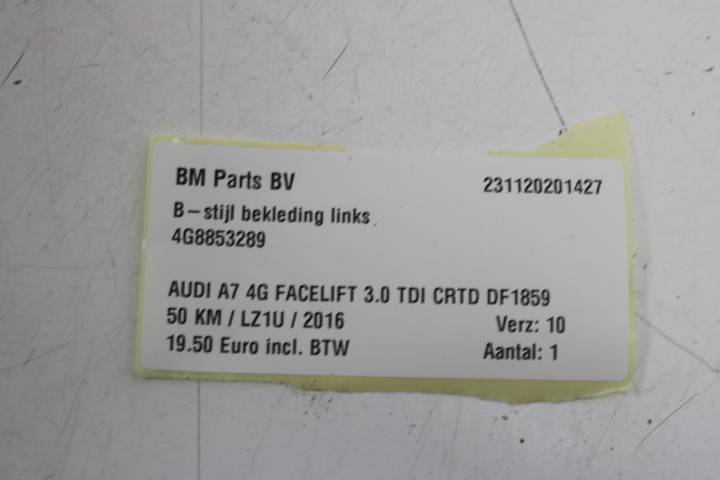 BM Parts BV 231120201427
B-stijl bekleding links
4G8853289
AUDI A7 4G FACELIFT 3.0 TDI CRTD DF1859
50 KM / LZ1U / 2016 Verz: 10
19.50 Euro incl. BTW Aantal: 1